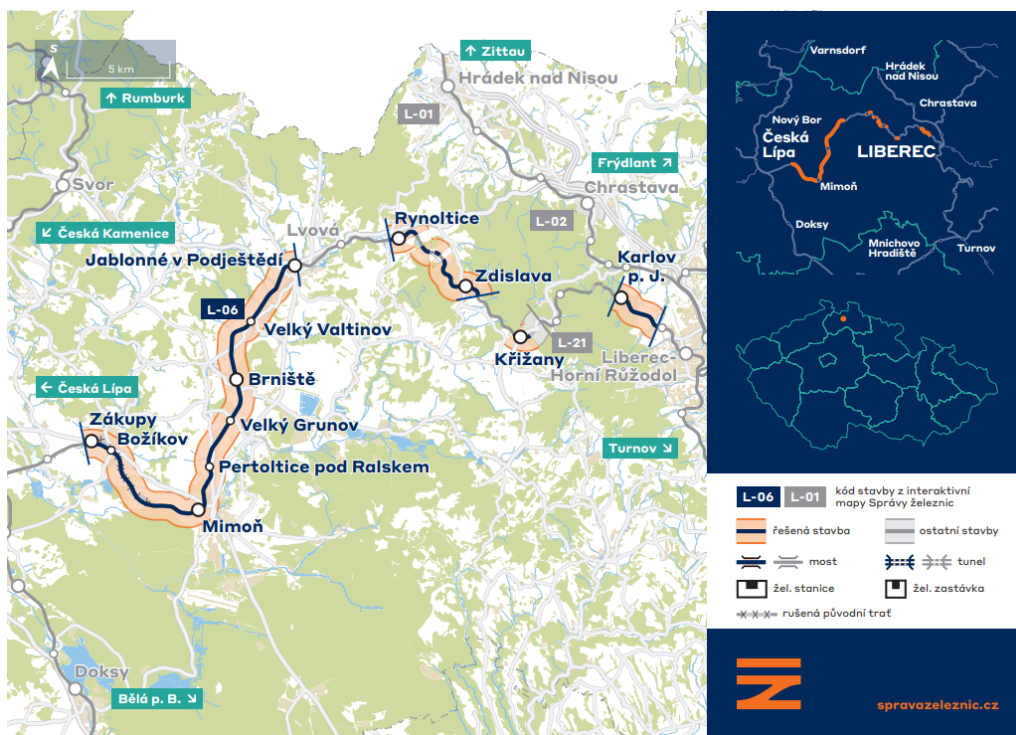 S
5 km
↑ Rumburk
↑ Zittau
Hrádek nad Nisou
L-01
Svor
Frýdlant ↗
Chrastava
L-02
↙ Česká Kamenice
Lvová
Rynoltice
Jablonné v Podještědí
Zdislava
Karlov
p. J.
L-06
Velký Valtinov
L-21
Křižany
Liberec-
Horní Růžodol
Brniště
← Česká Lípa
Zákupy
Božíkov
Velký Grunov
Turnov ↘
Pertoltice pod Ralskem
Mimoň
Doksy
Bělá p. B. ↘
Varnsdorf
Hrádek
nad Nisou
Chrastava
Nový Bor
Česká
Lípa
LIBEREC
Mimoň
Doksy
Mnichovo
Hradiště
Turnov
L-06 L-01 kód stavby z interaktivní
mapy Správy železnic
řešená stavba
ostatní stavby
most
tunel
žel. stanice
žel. zastávka
rušená původní trať
spravazeleznic.cz